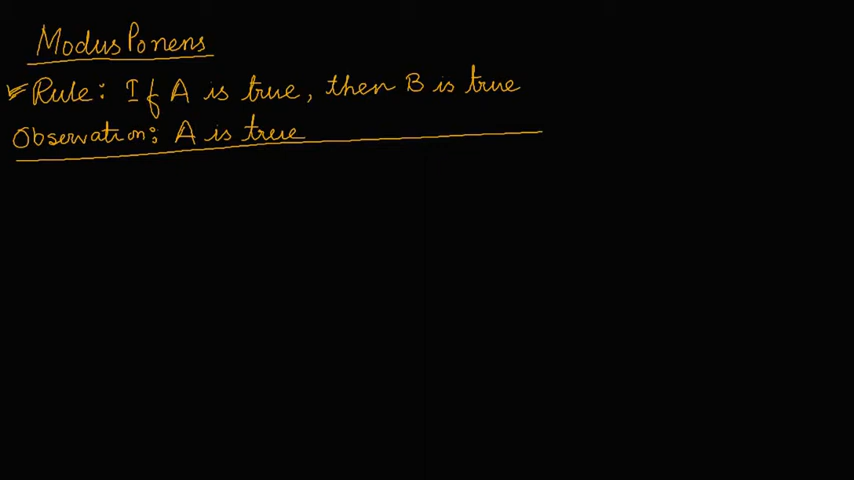 Modus Ponens
Rule: If A is true, then B is true
Observation: A is true